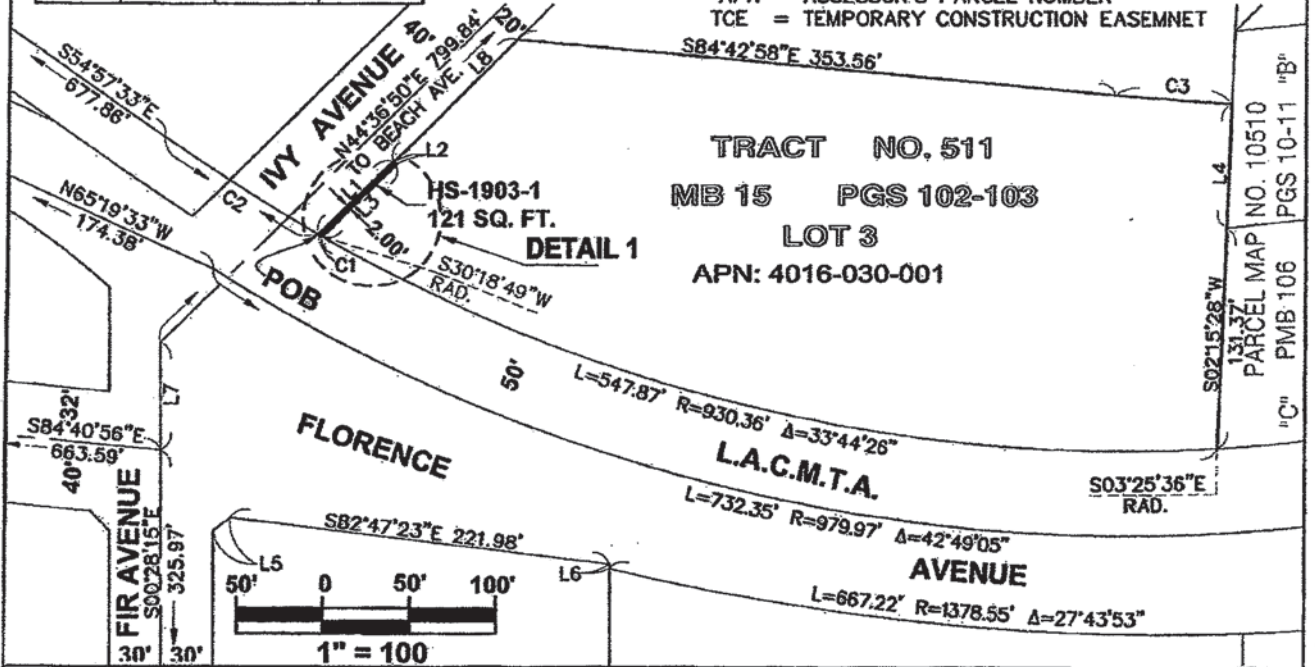 TCE = TEMPORARY CONSTRUCTION EASEMNET
S54°57'33"E
677.86'
IVY AVENUE
40'
N44°36'50"E 799.84'
TO BEACH AVE.
L8
20'
S84°42'58"E 353.56'
C3
TRACT NO. 511
MB 15 PGS 102-103
LOT 3
APN: 4016-030-001
L4
S02°15'28"W
131.37'
PARCEL MAP NO. 10510
"C" PMB 106 PGS 10-11 "B"
N65°19'33"W
174.38'
C2
L1
L2
L3
2.00'
HS-1903-1
121 SQ. FT.
DETAIL 1
C1
S30°18'49"W
RAD.
POB
50'
L=547.87' R=930.36' Δ=33°44'26"
L.A.C.M.T.A.
S03°25'36"E
RAD.
L=732.35' R=979.97' Δ=42°49'05"
FLORENCE
AVENUE
L=667.22' R=1378.55' Δ=27°43'53"
L7
32'
S84°40'56"E
663.59'
40'
FIR AVENUE
S00°28'15"E
325.97'
30' 30'
S82°47'23"E 221.98'
L5
L6
50' 0 50' 100'
1" = 100